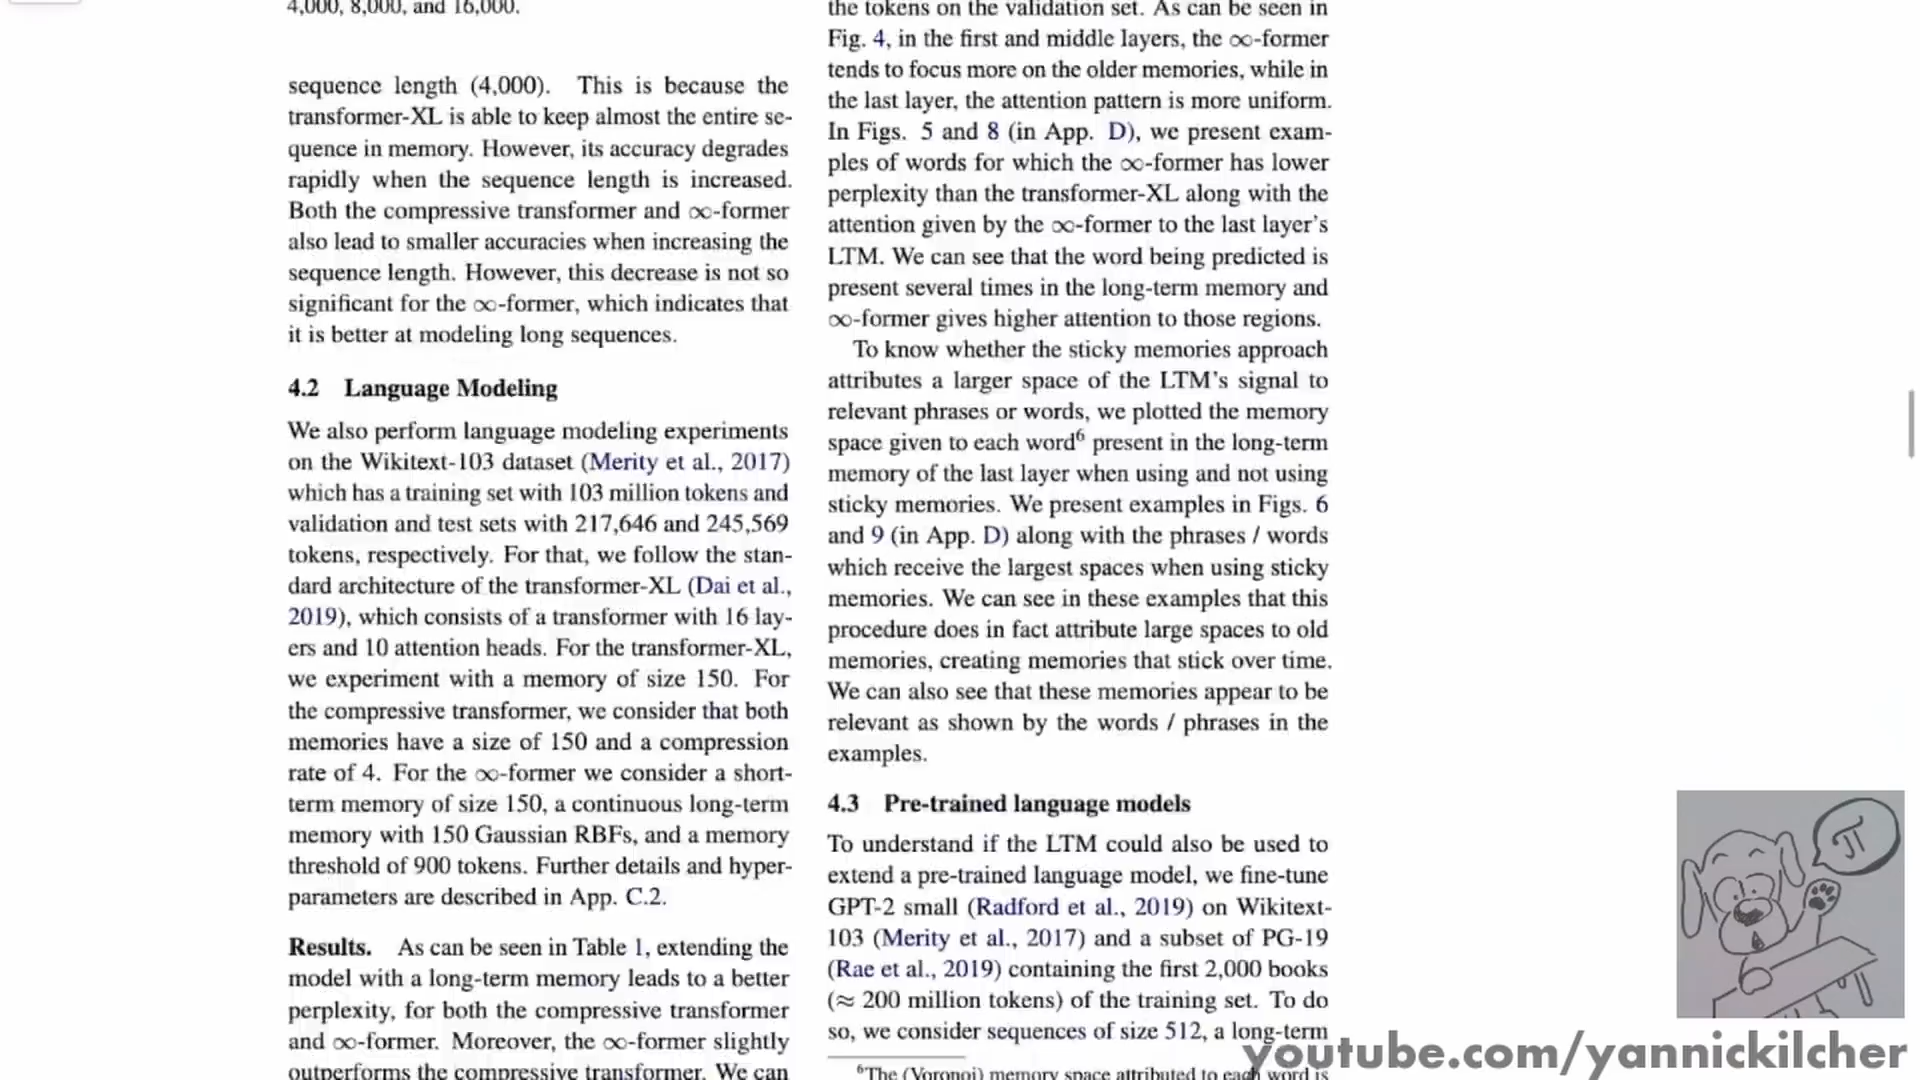 4,000, 8,000, and 16,000.
sequence length (4,000). This is because the
transformer-XL is able to keep almost the entire se-
quence in memory. However, its accuracy degrades
rapidly when the sequence length is increased.
Both the compressive transformer and ∞-former
also lead to smaller accuracies when increasing the
sequence length. However, this decrease is not so
significant for the ∞-former, which indicates that
it is better at modeling long sequences.
4.2 Language Modeling
We also perform language modeling experiments
on the Wikitext-103 dataset (Merity et al., 2017)
which has a training set with 103 million tokens and
validation and test sets with 217,646 and 245,569
tokens, respectively. For that, we follow the stan-
dard architecture of the transformer-XL (Dai et al.,
2019), which consists of a transformer with 16 lay-
ers and 10 attention heads. For the transformer-XL,
we experiment with a memory of size 150. For
the compressive transformer, we consider that both
memories have a size of 150 and a compression
rate of 4. For the ∞-former we consider a short-
term memory of size 150, a continuous long-term
memory with 150 Gaussian RBFs, and a memory
threshold of 900 tokens. Further details and hyper-
parameters are described in App. C.2.
Results. As can be seen in Table 1, extending the
model with a long-term memory leads to a better
perplexity, for both the compressive transformer
and ∞-former. Moreover, the ∞-former slightly
outperforms the compressive transformer. We can
the tokens on the validation set. As can be seen in
Fig. 4, in the first and middle layers, the ∞-former
tends to focus more on the older memories, while in
the last layer, the attention pattern is more uniform.
In Figs. 5 and 8 (in App. D), we present exam-
ples of words for which the ∞-former has lower
perplexity than the transformer-XL along with the
attention given by the ∞-former to the last layer's
LTM. We can see that the word being predicted is
present several times in the long-term memory and
∞-former gives higher attention to those regions.
To know whether the sticky memories approach
attributes a larger space of the LTM's signal to
relevant phrases or words, we plotted the memory
space given to each word⁶ present in the long-term
memory of the last layer when using and not using
sticky memories. We present examples in Figs. 6
and 9 (in App. D) along with the phrases / words
which receive the largest spaces when using sticky
memories. We can see in these examples that this
procedure does in fact attribute large spaces to old
memories, creating memories that stick over time.
We can also see that these memories appear to be
relevant as shown by the words / phrases in the
examples.
4.3 Pre-trained language models
To understand if the LTM could also be used to
extend a pre-trained language model, we fine-tune
GPT-2 small (Radford et al., 2019) on Wikitext-
103 (Merity et al., 2017) and a subset of PG-19
(Rae et al., 2019) containing the first 2,000 books
(≈ 200 million tokens) of the training set. To do
so, we consider sequences of size 512, a long-term
⁶The (Voronoi) memory space attributed to each word is
π
youtube.com/yannickilcher